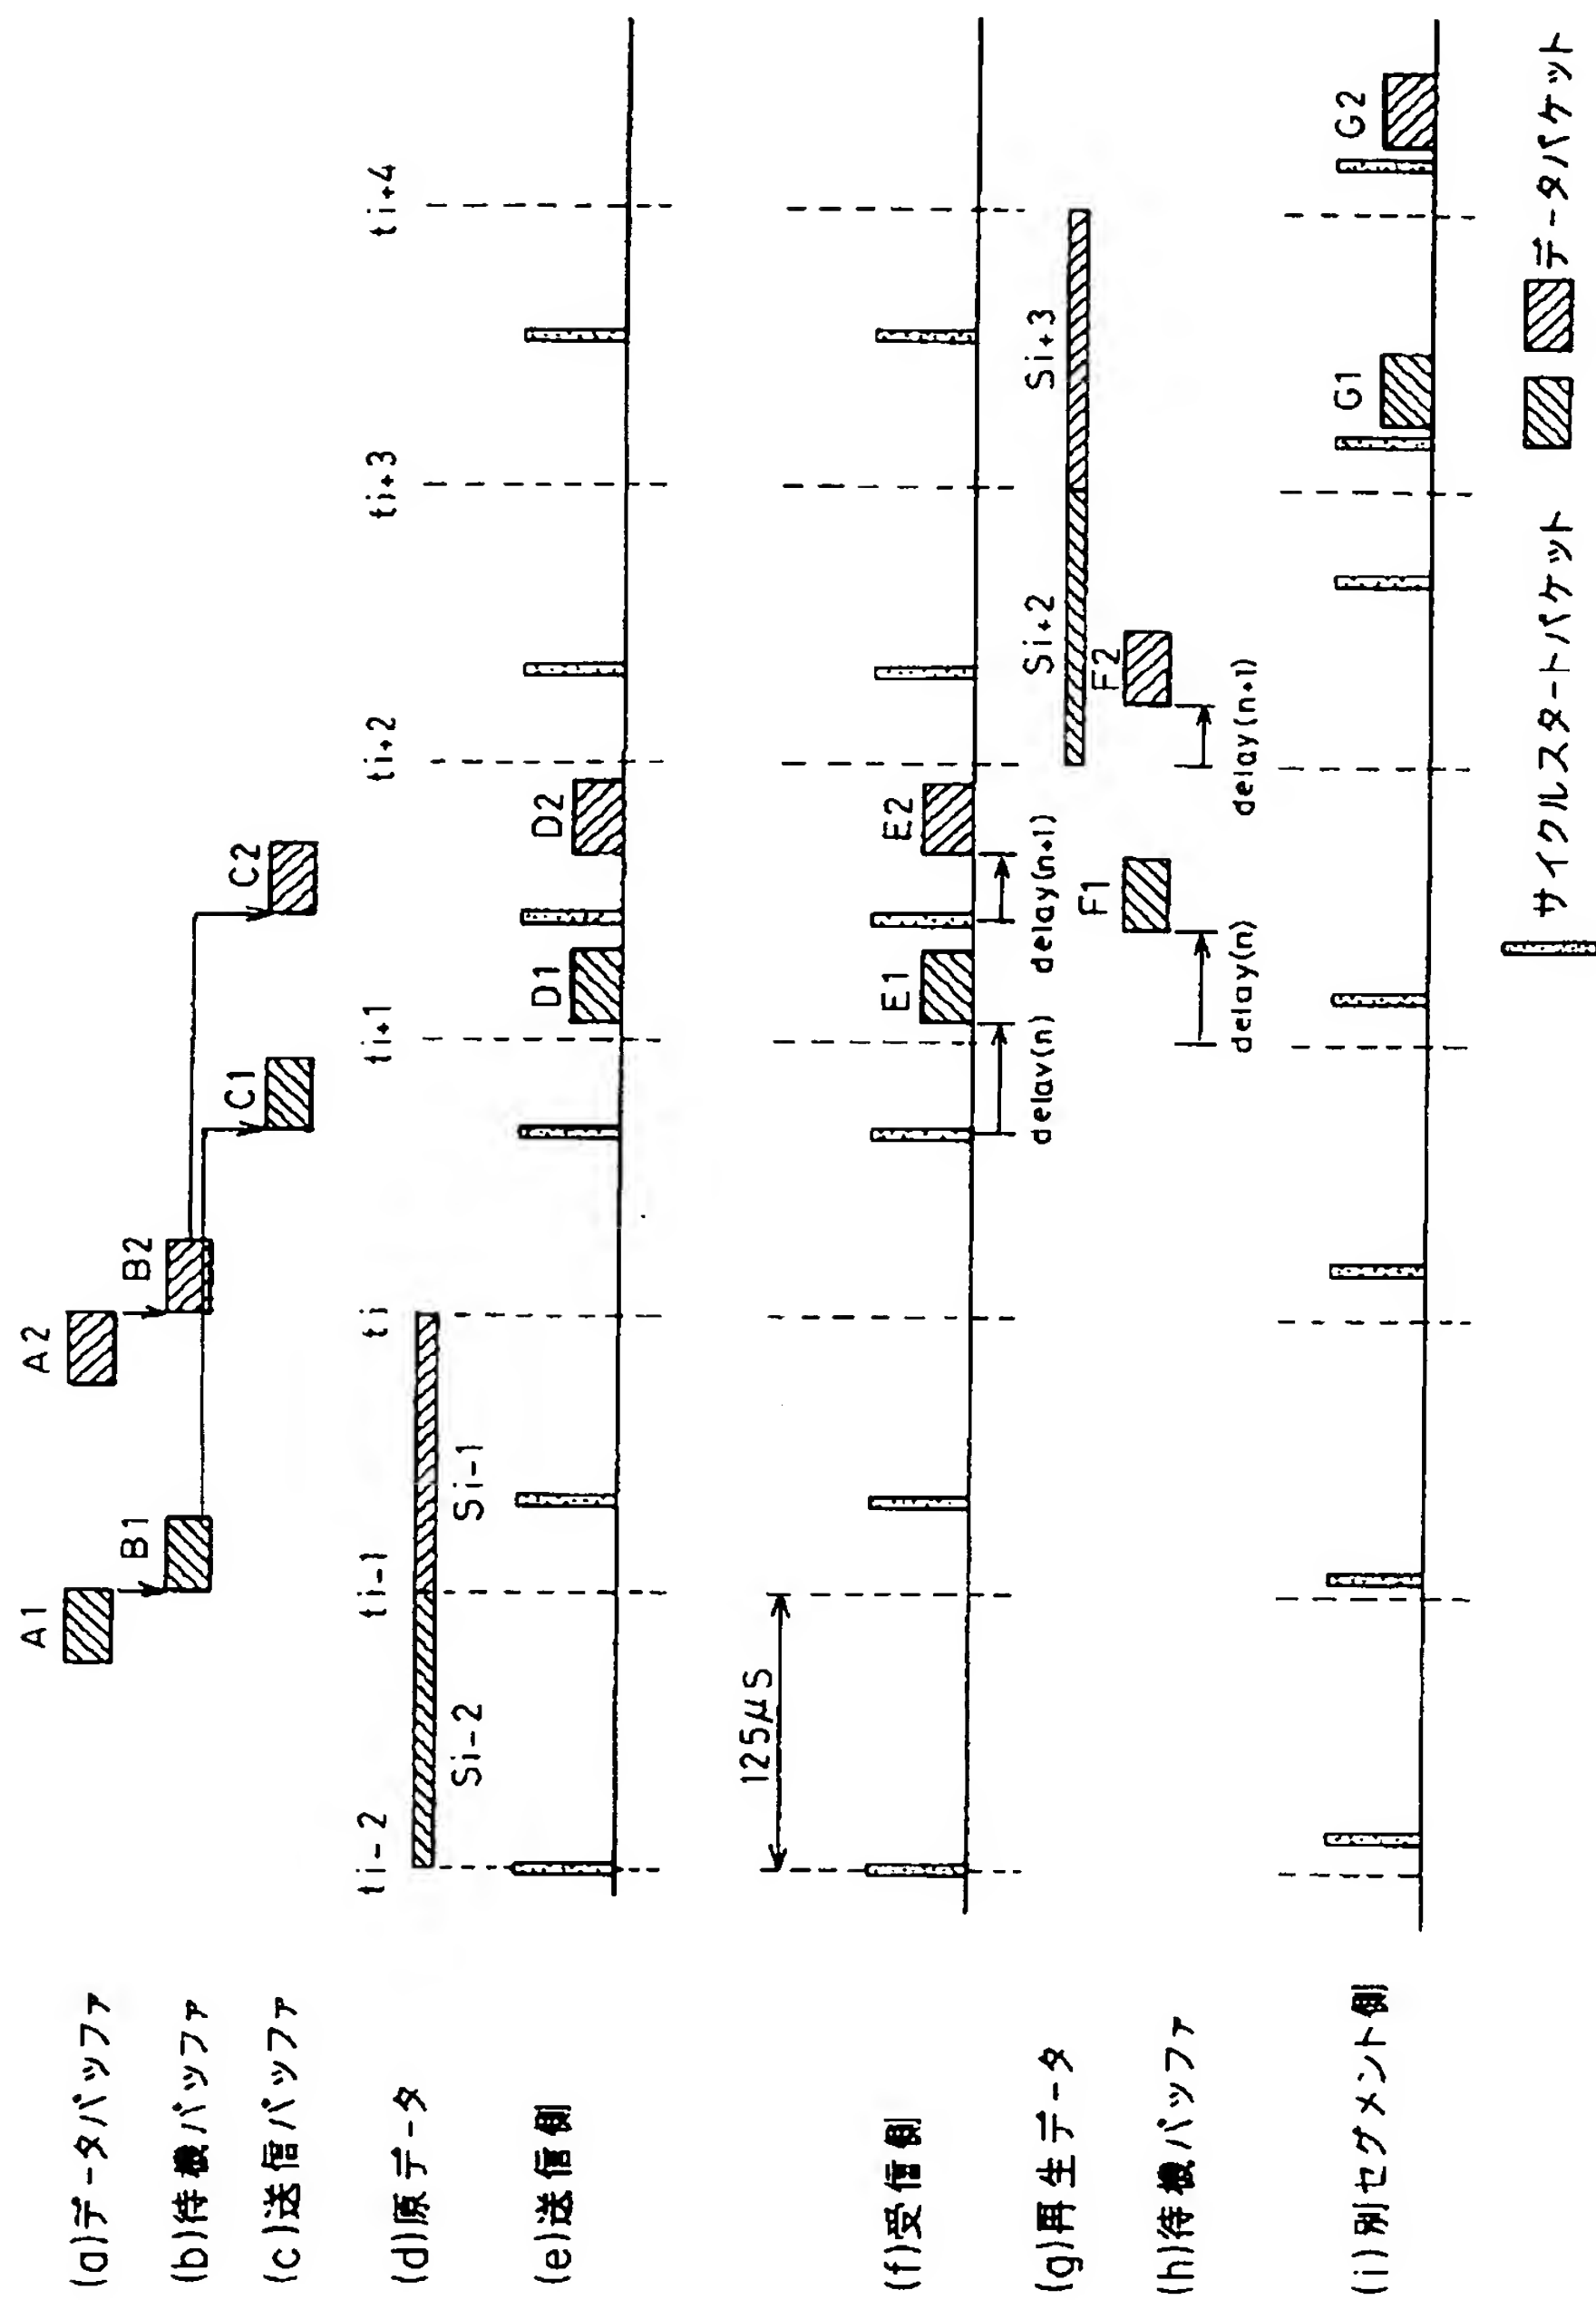 (a)データバッファ
A1
A2
(b)待機バッファ
B1
B2
(c)送信バッファ
C1
C2
(d)原データ
ti-2
ti-1
ti
ti+1
ti+2
ti+3
ti+4
Si-2
Si-1
(e)送信側
D1
D2
125μS
(f)受信側
E1
E2
delay(n)
delay(n+1)
(g)再生データ
Si+2
Si+3
(h)待機バッファ
F1
F2
delay(n)
delay(n+1)
(i)別セグメント側
G1
G2
サイクルスタートパケット
データパケット